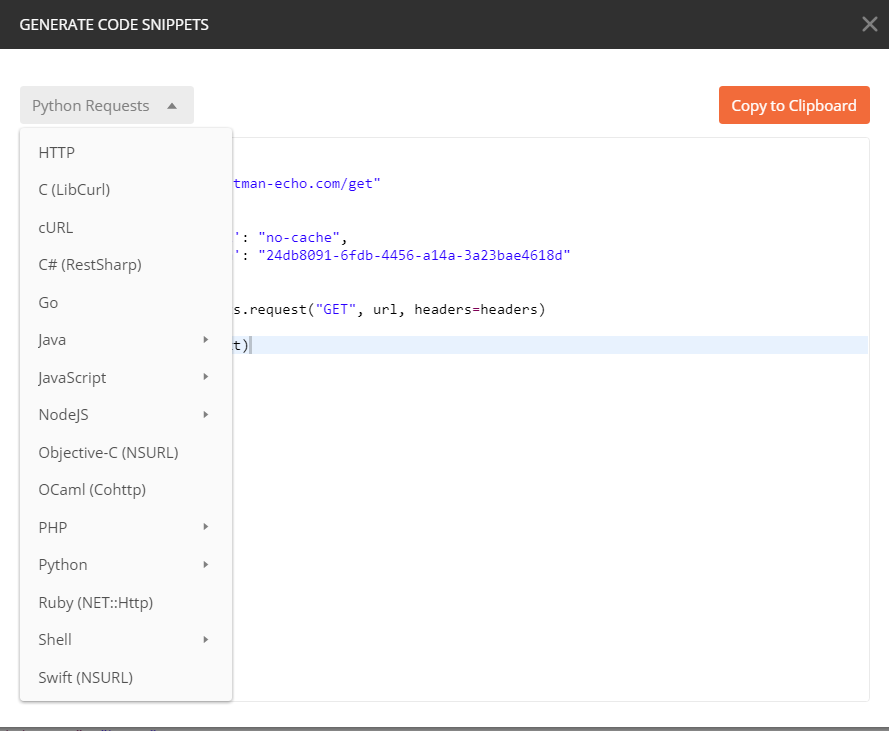 GENERATE CODE SNIPPETS
Python Requests
Copy to Clipboard
HTTP
C (LibCurl)
tman-echo.com/get"
cURL
': "no-cache",
': "24db8091-6fdb-4456-a14a-3a23bae4618d"
C# (RestSharp)
Go
s.request("GET", url, headers=headers)
Java
t)
JavaScript
NodeJS
Objective-C (NSURL)
OCaml (Cohttp)
PHP
Python
Ruby (NET::Http)
Shell
Swift (NSURL)